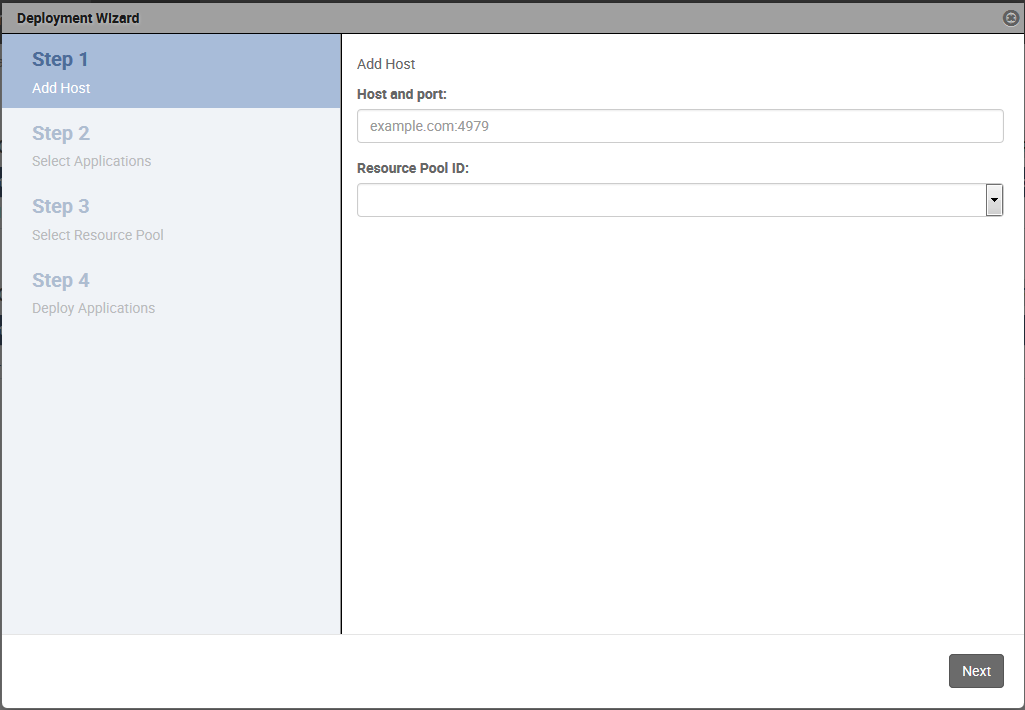 Deployment Wizard
Step 1
Add Host
Step 2
Select Applications
Step 3
Select Resource Pool
Step 4
Deploy Applications
Add Host
Host and port:
example.com:4979
Resource Pool ID:
Next